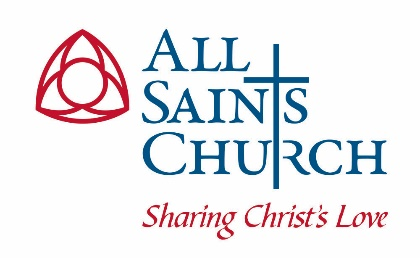 ALL
SAINTS
CHURCH
Sharing Christ's Love